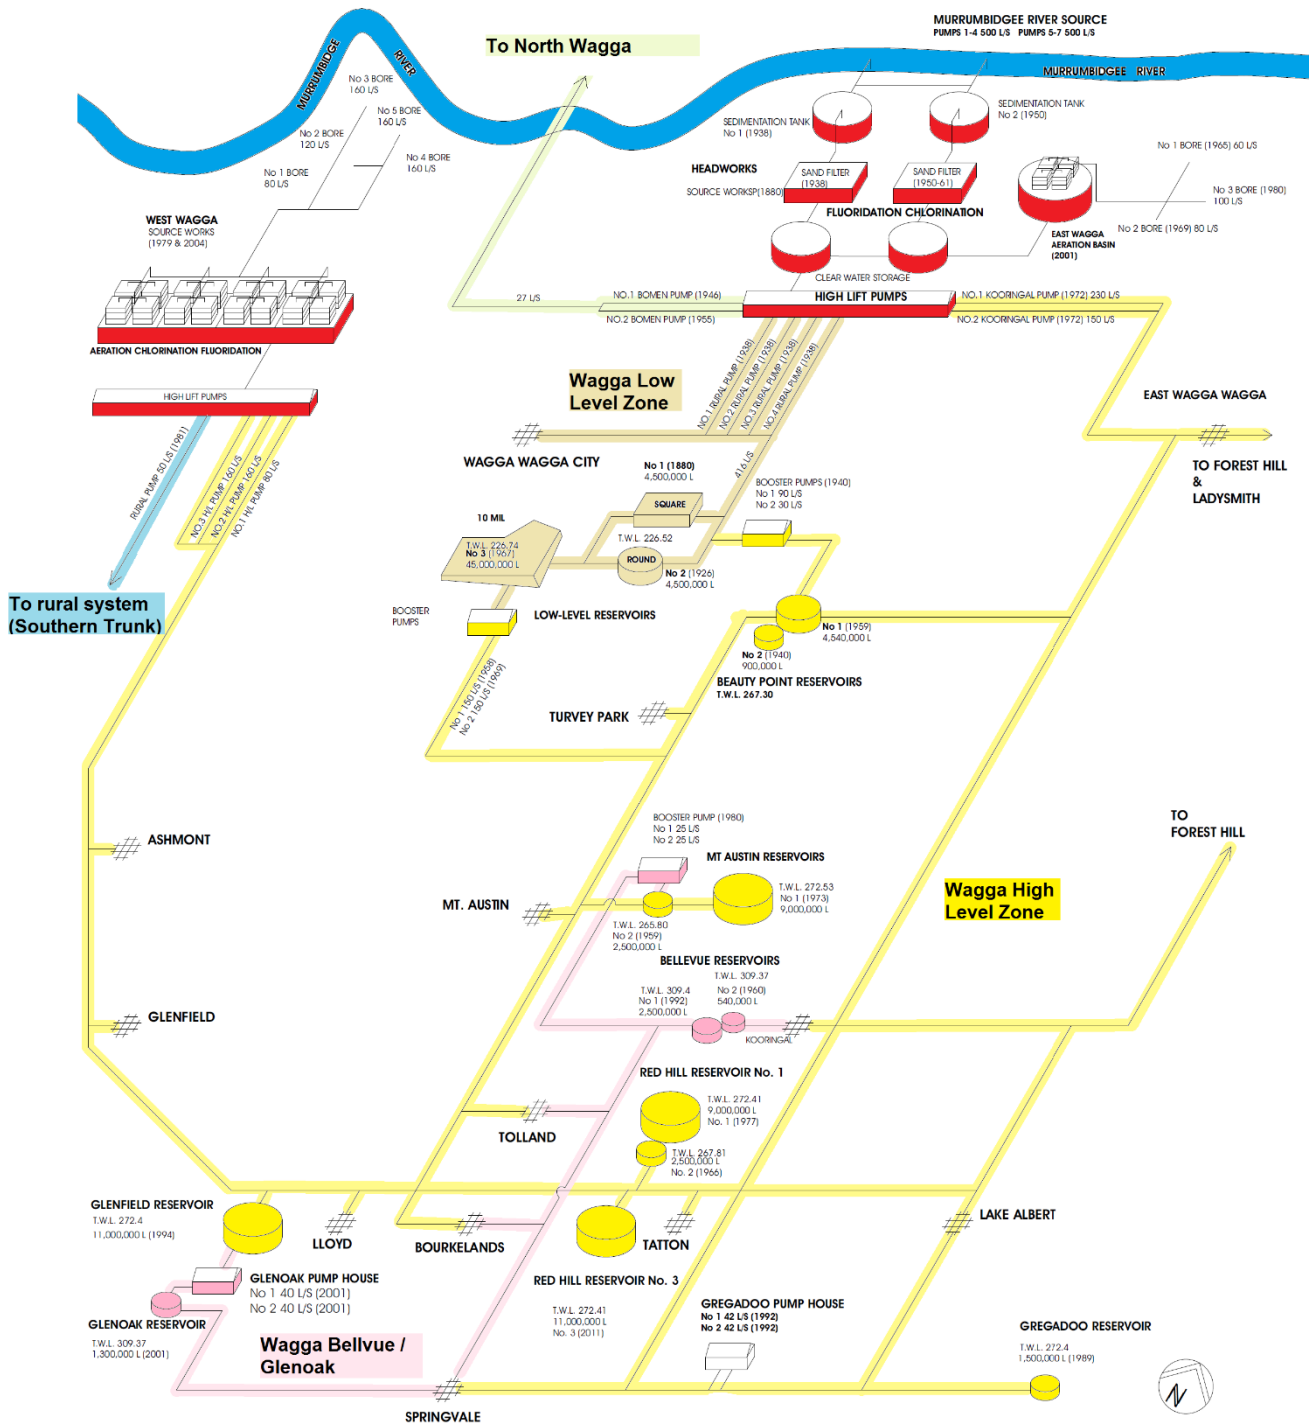 MURRUMBIDGEE RIVER SOURCE
PUMPS 1-4 500 L/S PUMPS 5-7 500 L/S
To North Wagga
MURRUMBIDGE
RIVER
MURRUMBIDGEE RIVER
No 3 BORE
160 L/S
No 5 BORE
160 L/S
No 2 BORE
120 L/S
No 4 BORE
160 L/S
No 1 BORE
80 L/S
SEDIMENTATION TANK
No 1 (1938)
SEDIMENTATION TANK
No 2 (1950)
HEADWORKS
SOURCE WORKSP(1880)
SAND FILTER
(1938)
SAND FILTER
(1950-61)
FLUORIDATION CHLORINATION
No 1 BORE (1965) 60 L/S
No 3 BORE (1980)
100 L/S
No 2 BORE (1969) 80 L/S
EAST WAGGA
AERATION BASIN
(2001)
CLEAR WATER STORAGE
WEST WAGGA
SOURCE WORKS
(1979 & 2004)
AERATION CHLORINATION FLUORIDATION
HIGH LIFT PUMPS
27 L/S
NO.1 BOMEN PUMP (1946)
NO.2 BOMEN PUMP (1955)
HIGH LIFT PUMPS
NO.1 KOORINGAL PUMP (1972) 230 L/S
NO.2 KOORINGAL PUMP (1972) 150 L/S
NO.1 RURAL PUMP (1938)
NO.2 RURAL PUMP (1938)
NO.3 RURAL PUMP (1938)
NO.4 RURAL PUMP (1938)
Wagga Low
Level Zone
EAST WAGGA WAGGA
RURAL PUMP 50 L/S (1981)
NO.3 H/L PUMP 160 L/S
NO.2 H/L PUMP 160 L/S
NO.1 H/L PUMP 80 L/S
WAGGA WAGGA CITY
416 L/S
TO FOREST HILL
&
LADYSMITH
No 1 (1880)
4,500,000 L
SQUARE
BOOSTER PUMPS (1940)
No 1 90 L/S
No 2 30 L/S
10 MIL
T.W.L. 226.74
No 3 (1967)
45,000,000 L
T.W.L. 226.52
ROUND
No 2 (1926)
4,500,000 L
To rural system
(Southern Trunk)
BOOSTER
PUMPS
LOW-LEVEL RESERVOIRS
No 1 (1959)
4,540,000 L
No 2 (1940)
900,000 L
BEAUTY POINT RESERVOIRS
T.W.L. 267.30
No 1 150 L/S (1958)
No 2 150 L/S (1969)
TURVEY PARK
ASHMONT
BOOSTER PUMP (1980)
No 1 25 L/S
No 2 25 L/S
TO
FOREST HILL
MT AUSTIN RESERVOIRS
T.W.L. 272.53
No 1 (1973)
9,000,000 L
Wagga High
Level Zone
MT. AUSTIN
T.W.L. 265.80
No 2 (1959)
2,500,000 L
BELLEVUE RESERVOIRS
T.W.L. 309.37
No 2 (1960)
540,000 L
T.W.L. 309.4
No 1 (1992)
2,500,000 L
KOORINGAL
GLENFIELD
RED HILL RESERVOIR No. 1
T.W.L. 272.41
9,000,000 L
No. 1 (1977)
T.W.L. 267.81
2,500,000 L
No. 2 (1966)
TOLLAND
GLENFIELD RESERVOIR
T.W.L. 272.4
11,000,000 L (1994)
LLOYD
BOURKELANDS
TATTON
LAKE ALBERT
GLENOAK PUMP HOUSE
No 1 40 L/S (2001)
No 2 40 L/S (2001)
RED HILL RESERVOIR No. 3
T.W.L. 272.41
11,000,000 L
No. 3 (2011)
GREGADOO PUMP HOUSE
No 1 42 L/S (1992)
No 2 42 L/S (1992)
GLENOAK RESERVOIR
T.W.L. 309.37
1,300,000 L (2001)
Wagga Bellvue /
Glenoak
GREGADOO RESERVOIR
T.W.L. 272.4
1,500,000 L (1989)
SPRINGVALE
N